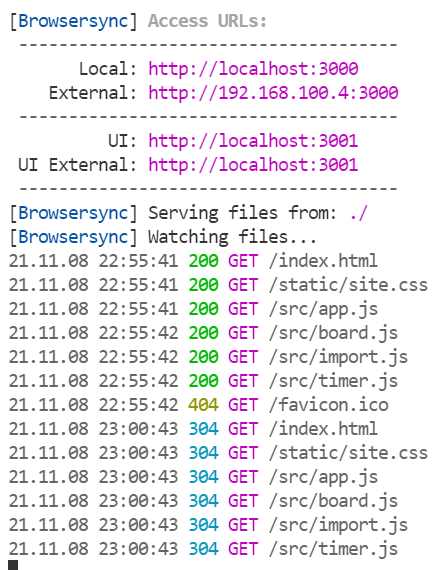 [Browsersync] Access URLs:
--------------------------------------
Local: http://localhost:3000
External: http://192.168.100.4:3000
--------------------------------------
UI: http://localhost:3001
UI External: http://localhost:3001
--------------------------------------
[Browsersync] Serving files from: ./
[Browsersync] Watching files...
21.11.08 22:55:41 200 GET /index.html
21.11.08 22:55:41 200 GET /static/site.css
21.11.08 22:55:41 200 GET /src/app.js
21.11.08 22:55:41 200 GET /src/board.js
21.11.08 22:55:42 200 GET /src/import.js
21.11.08 22:55:42 200 GET /src/timer.js
21.11.08 22:55:42 404 GET /favicon.ico
21.11.08 23:00:43 304 GET /index.html
21.11.08 23:00:43 304 GET /static/site.css
21.11.08 23:00:43 304 GET /src/app.js
21.11.08 23:00:43 304 GET /src/board.js
21.11.08 23:00:43 304 GET /src/import.js
21.11.08 23:00:43 304 GET /src/timer.js